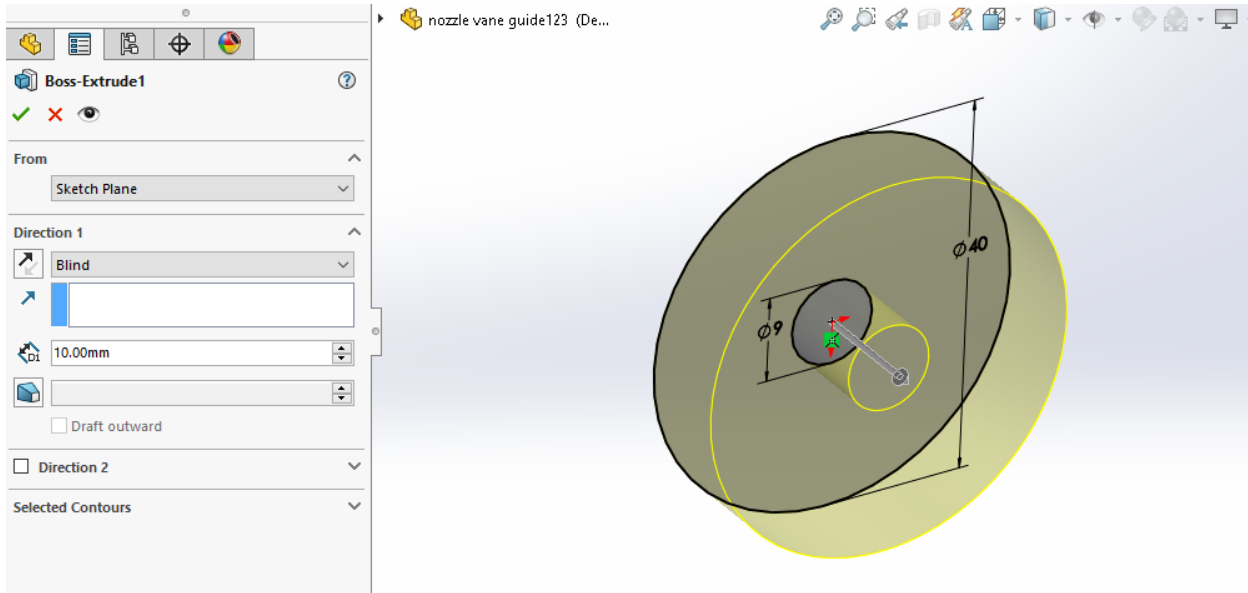 nozzle vane guide123 (De...
Boss-Extrude1
From
Sketch Plane
Direction 1
Blind
D1
10.00mm
Draft outward
Direction 2
Selected Contours
Ø40
Ø9